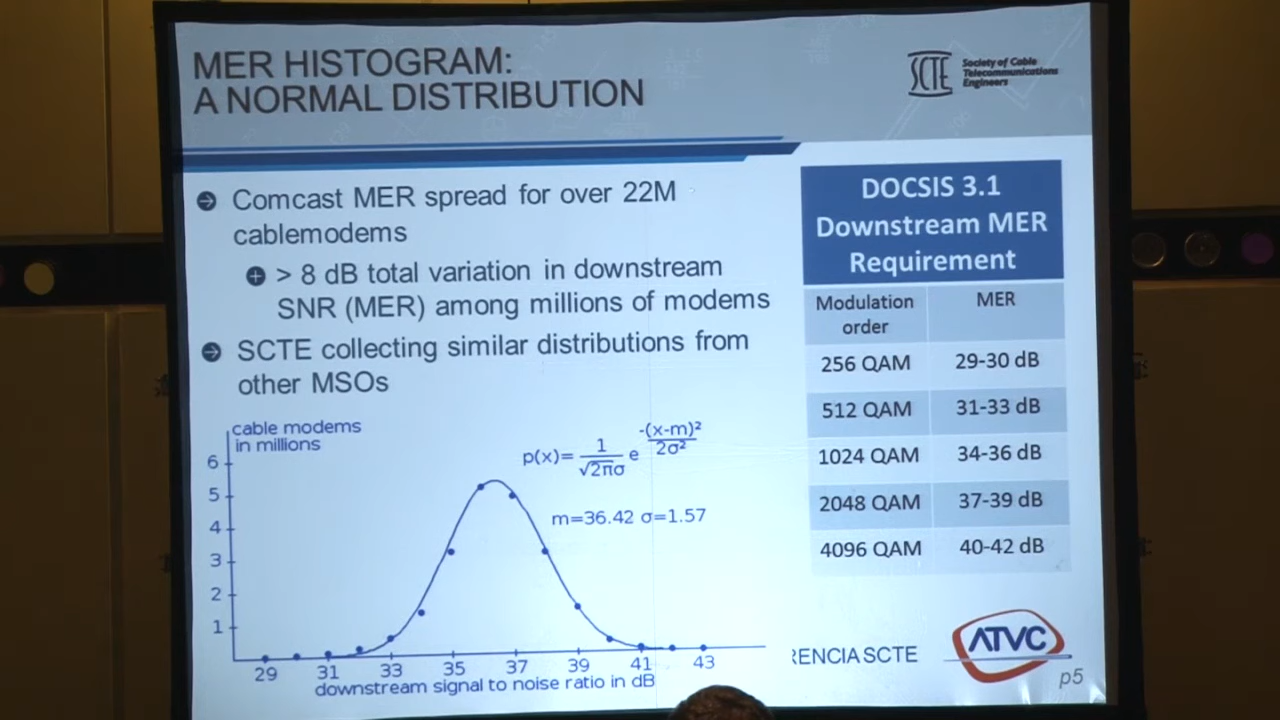 MER HISTOGRAM:
A NORMAL DISTRIBUTION
SCTE
Society of Cable
Telecommunications
Engineers
Comcast MER spread for over 22M
cablemodems
> 8 dB total variation in downstream
SNR (MER) among millions of modems
SCTE collecting similar distributions from
other MSOs
cable modems
in millions
6
5
4
3
2
1
p(x)= 1/√2πσ e -(x-m)²/2σ²
m=36.42 σ=1.57
29 31 33 35 37 39 41 43
downstream signal to noise ratio in dB
DOCSIS 3.1
Downstream MER
Requirement
Modulation order MER
256 QAM 29-30 dB
512 QAM 31-33 dB
1024 QAM 34-36 dB
2048 QAM 37-39 dB
4096 QAM 40-42 dB
RENCIA SCTE
ATVC
p5